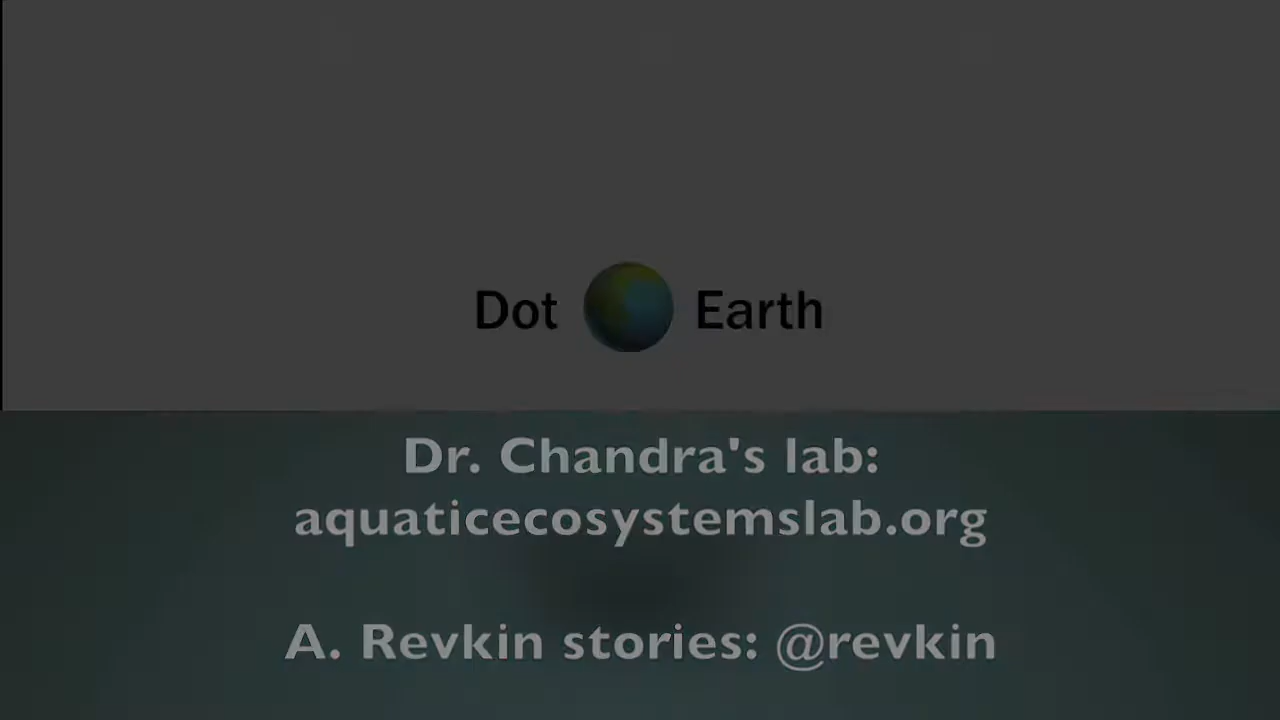 Dot Earth
Dr. Chandra's lab:
aquaticecosystemslab.org
A. Revkin stories: @revkin